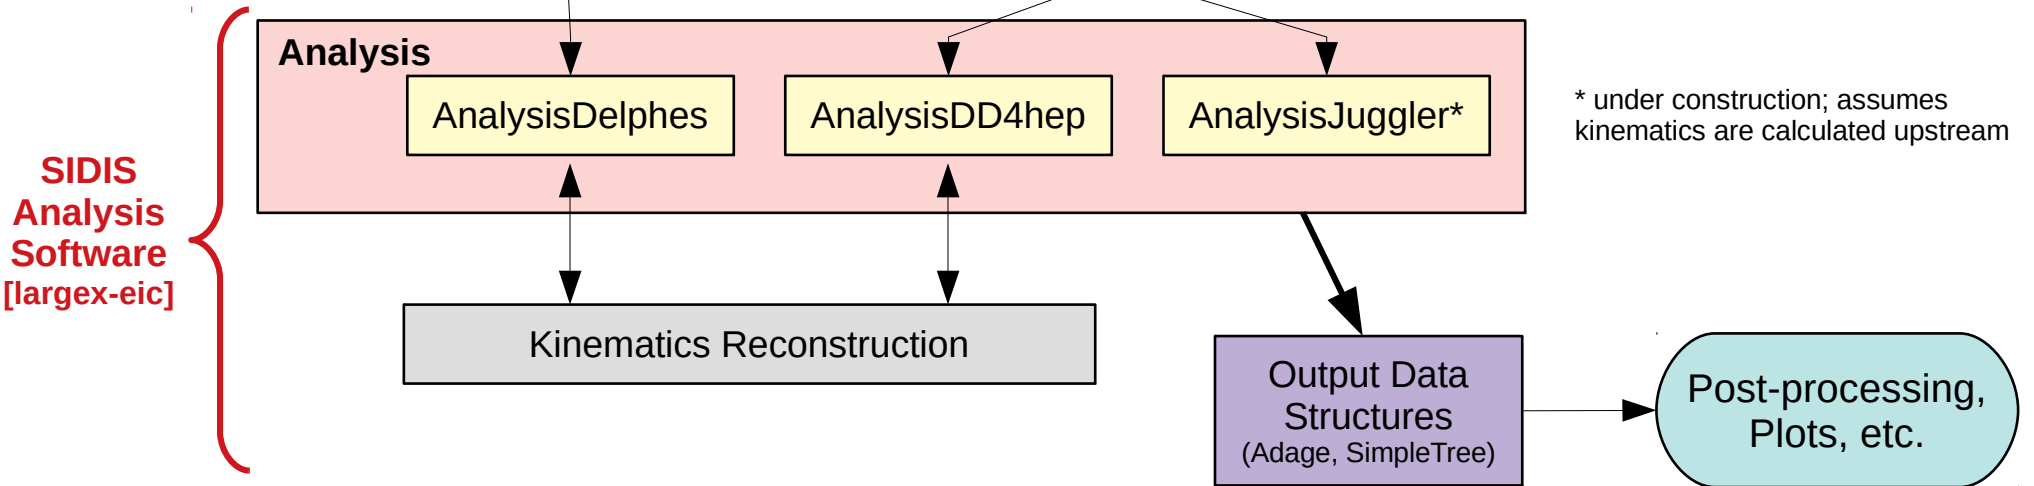 Analysis
AnalysisDelphes
AnalysisDD4hep
AnalysisJuggler*
* under construction; assumes
kinematics are calculated upstream
SIDIS
Analysis
Software
[largex-eic]
Kinematics Reconstruction
Output Data
Structures
(Adage, SimpleTree)
Post-processing,
Plots, etc.